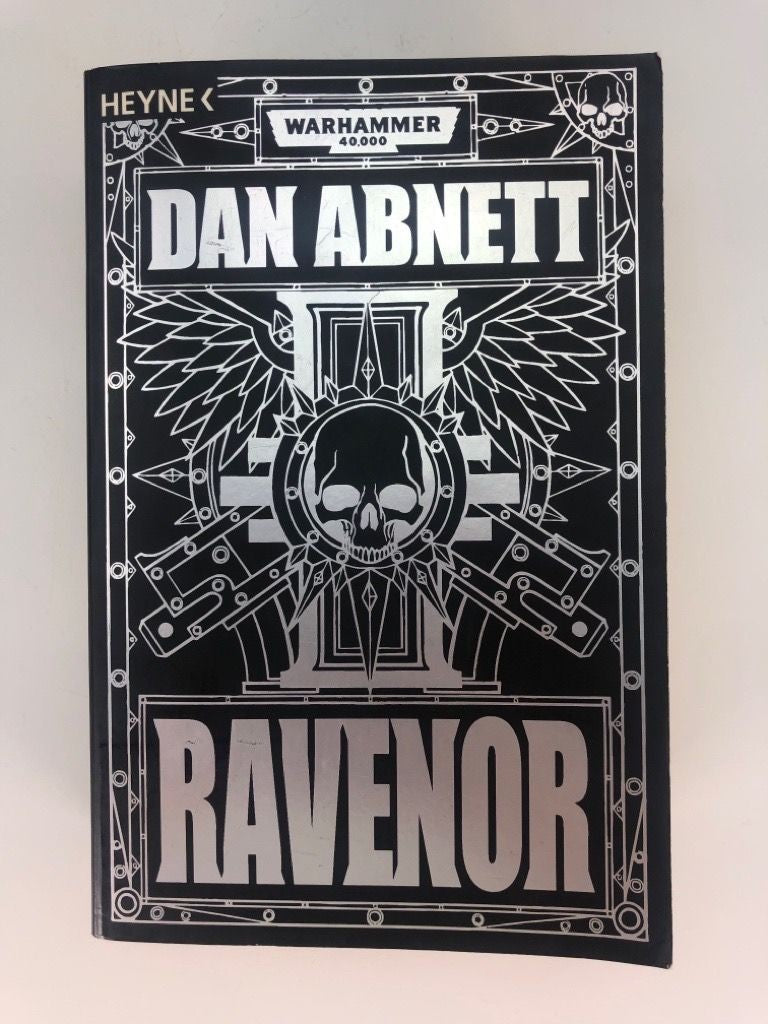 HEYNE <
WARHAMMER
40,000
DAN ABNETT
RAVENOR